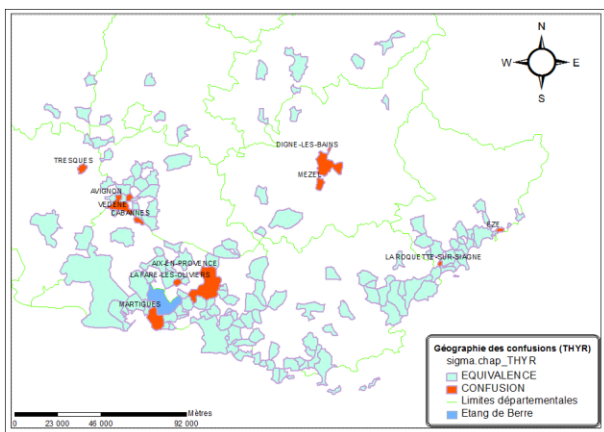 N
W E
S
DIGNE-LES-BAINS
TRESQUES
MEZEL
AVIGNON
VEDENE
CABANNES
EZE
LA ROQUETTE-SUR-SIAGNE
AIX-EN-PROVENCE
LA FARE-LES-OLIVIERS
MARTIGUES
Géographie des confusions (THYR)
sigma.chap_THYR
EQUIVALENCE
CONFUSION
Limites départementales
Etang de Berre
Mètres
0 23 000 46 000 92 000